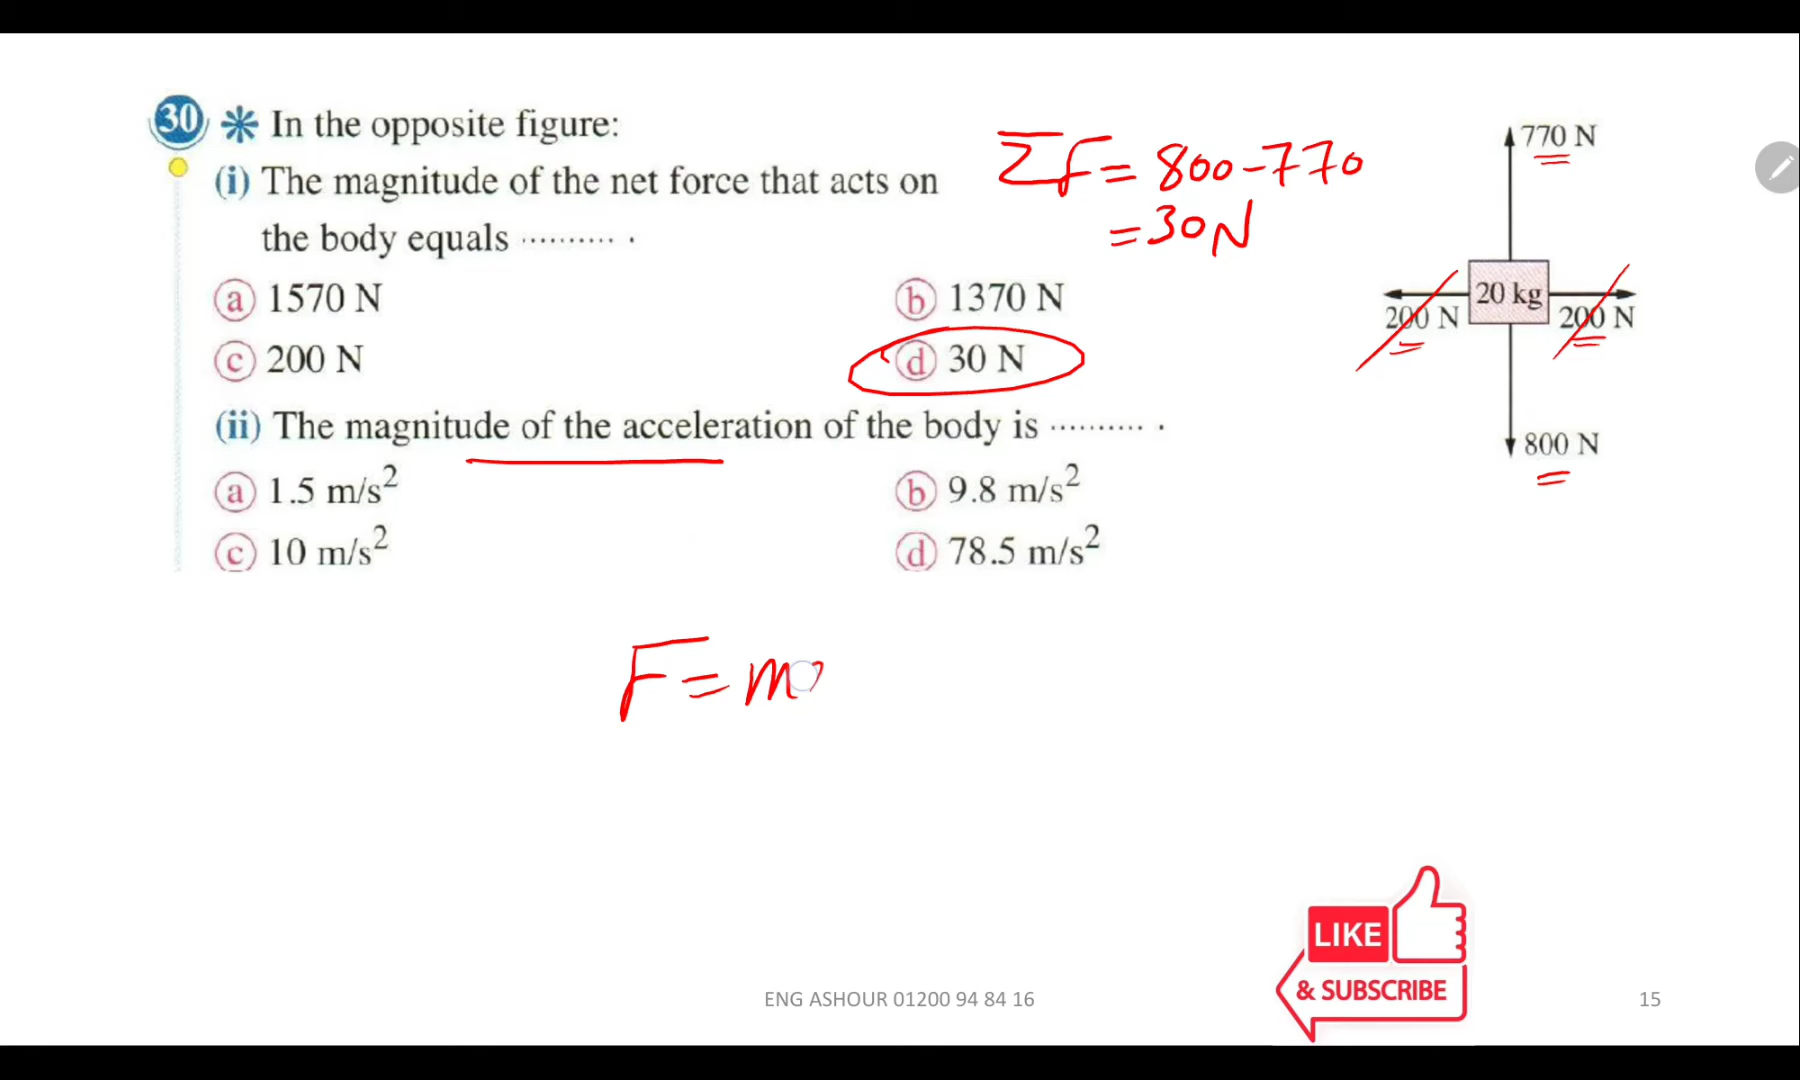 30 * In the opposite figure:
(i) The magnitude of the net force that acts on
the body equals .......... .
ⓐ 1570 N ⓑ 1370 N
ⓒ 200 N ⓓ 30 N
(ii) The magnitude of the acceleration of the body is .......... .
ⓐ 1.5 m/s² ⓑ 9.8 m/s²
ⓒ 10 m/s² ⓓ 78.5 m/s²
ΣF = 800-770
= 30N
770 N
200 N 20 kg 200 N
800 N
F = m
LIKE
& SUBSCRIBE
ENG ASHOUR 01200 94 84 16
15